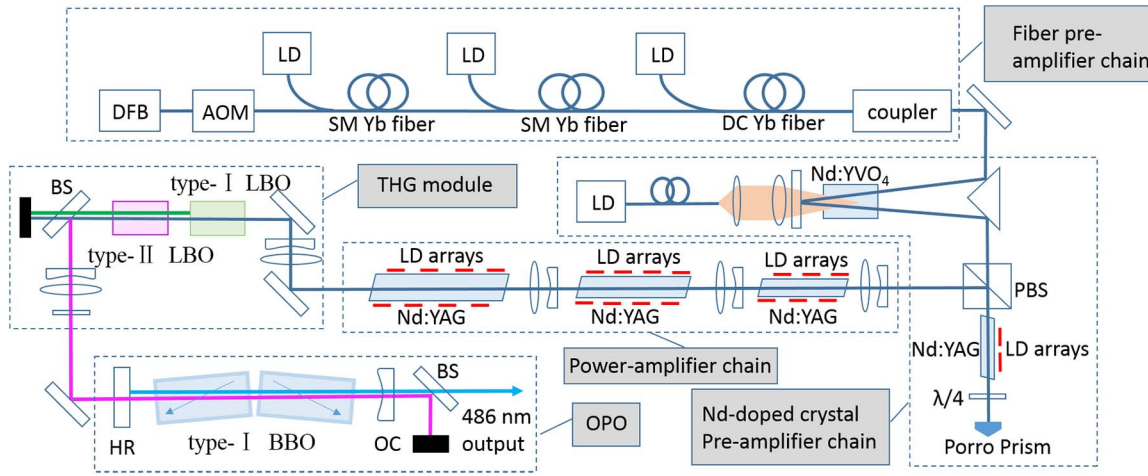 LD
LD
LD
Fiber pre-
amplifier chain
DFB
AOM
SM Yb fiber
SM Yb fiber
DC Yb fiber
coupler
BS
type-Ⅰ LBO
THG module
type-Ⅱ LBO
LD
Nd:YVO4
LD arrays
LD arrays
LD arrays
Nd:YAG
Nd:YAG
Nd:YAG
PBS
Nd:YAG
LD arrays
λ/4
Porro Prism
Power-amplifier chain
Nd-doped crystal
Pre-amplifier chain
HR
type-Ⅰ BBO
OC
BS
486 nm
output
OPO